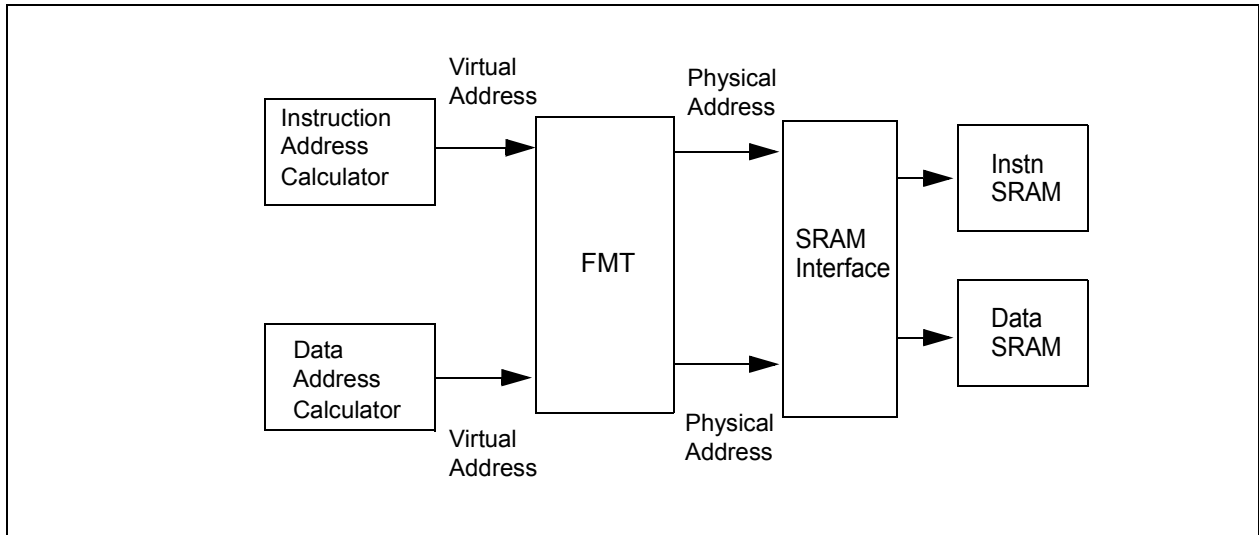 Virtual
Address
Instruction
Address
Calculator
Physical
Address
FMT
SRAM
Interface
Instn
SRAM
Data
Address
Calculator
Virtual
Address
Physical
Address
Data
SRAM